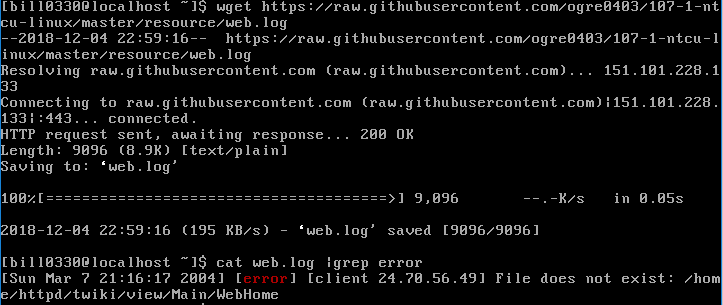 [bill0330@localhost ~]$ wget https://raw.githubusercontent.com/ogre0403/107-1-nt
cu-linux/master/resource/web.log
--2018-12-04 22:59:16--  https://raw.githubusercontent.com/ogre0403/107-1-ntcu-l
inux/master/resource/web.log
Resolving raw.githubusercontent.com (raw.githubusercontent.com)... 151.101.228.1
33
Connecting to raw.githubusercontent.com (raw.githubusercontent.com)|151.101.228.
133|:443... connected.
HTTP request sent, awaiting response... 200 OK
Length: 9096 (8.9K) [text/plain]
Saving to: ‘web.log’
100%[======================================>] 9,096       --.-K/s   in 0.05s
2018-12-04 22:59:16 (195 KB/s) - ‘web.log’ saved [9096/9096]
[bill0330@localhost ~]$ cat web.log |grep error
[Sun Mar 7 21:16:17 2004] [error] [client 24.70.56.49] File does not exist: /hom
e/httpd/twiki/view/Main/WebHome